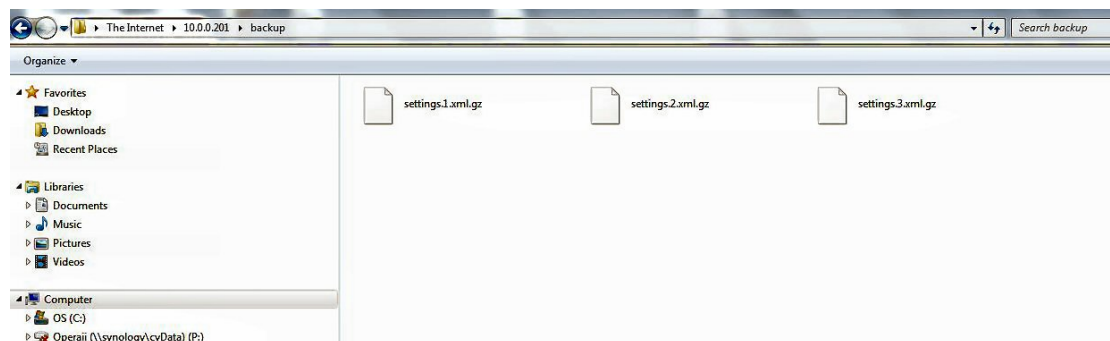 The Internet 10.0.0.201 backup
Search backup
Organize
Favorites
Desktop
Downloads
Recent Places
Libraries
Documents
Music
Pictures
Videos
Computer
OS (C:)
Operaii (\\synology\cyData) (P:)
settings.1.xml.gz
settings.2.xml.gz
settings.3.xml.gz